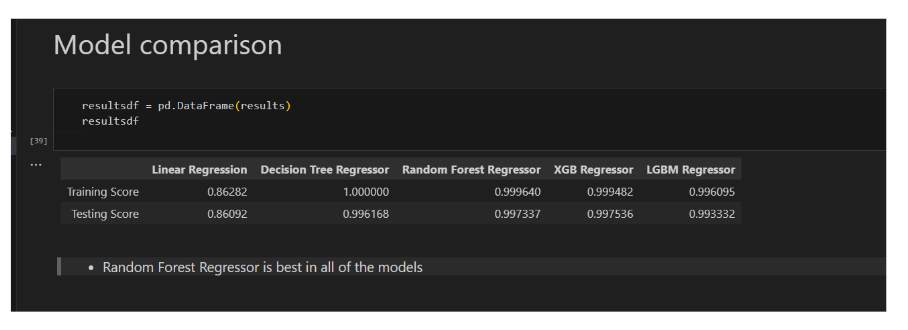 Model comparison
resultsdf = pd.DataFrame(results)
resultsdf
[39]
...
Linear Regression Decision Tree Regressor Random Forest Regressor XGB Regressor LGBM Regressor
Training Score 0.86282 1.000000 0.999640 0.999482 0.996095
Testing Score 0.86092 0.996168 0.997337 0.997536 0.993332
• Random Forest Regressor is best in all of the models